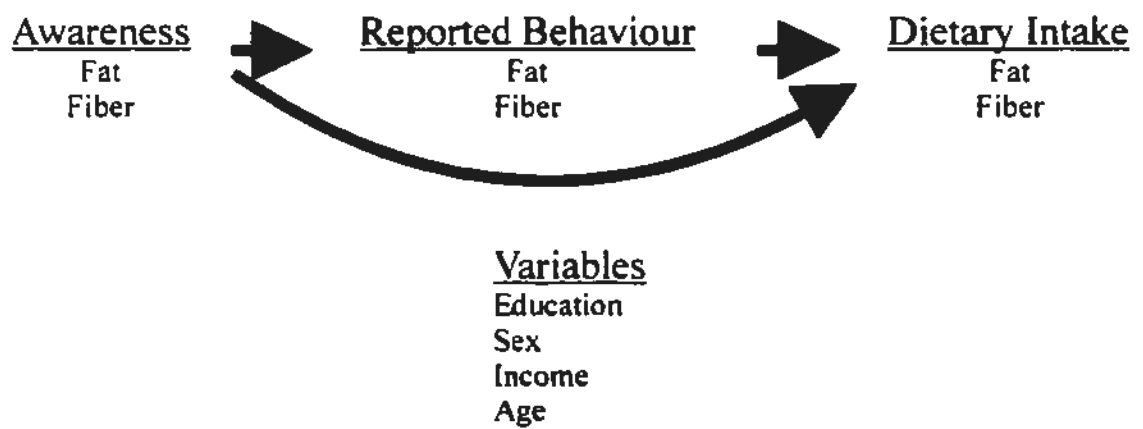 Awareness Reported Behaviour Dietary Intake
Fat Fat Fat
Fiber Fiber Fiber
Variables
Education
Sex
Income
Age